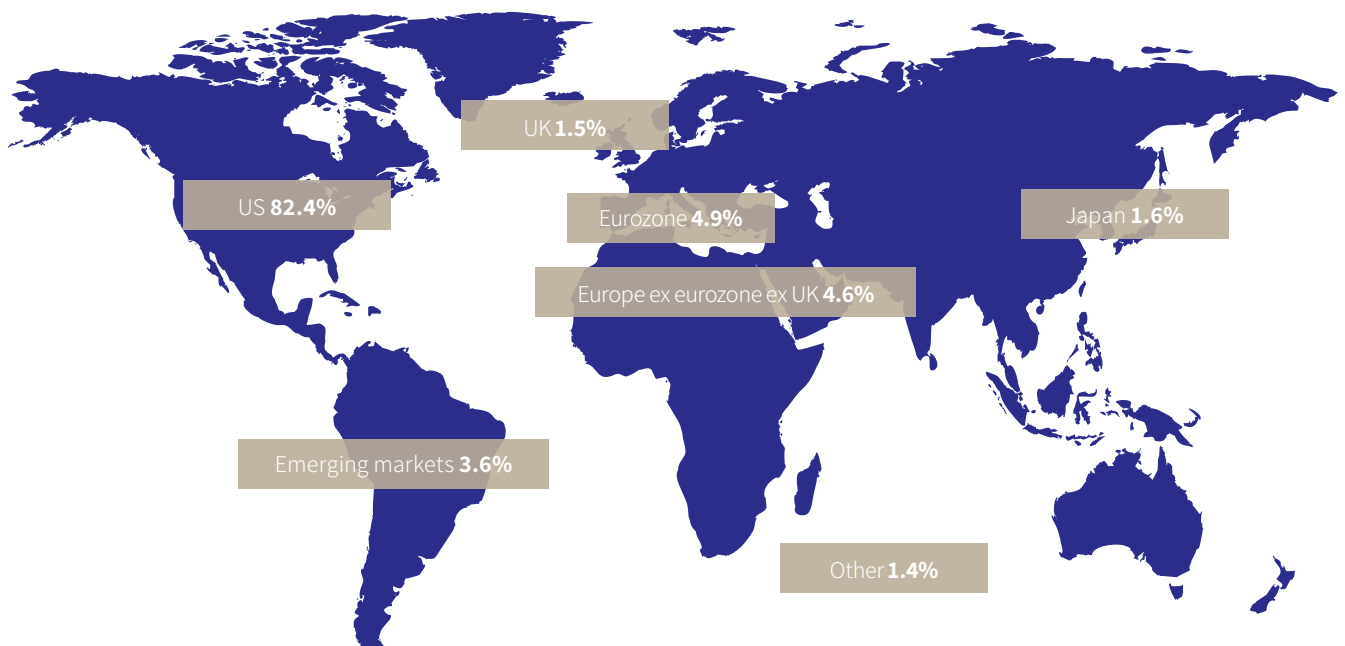 UK 1.5%
US 82.4%
Eurozone 4.9%
Japan 1.6%
Europe ex eurozone ex UK 4.6%
Emerging markets 3.6%
Other 1.4%